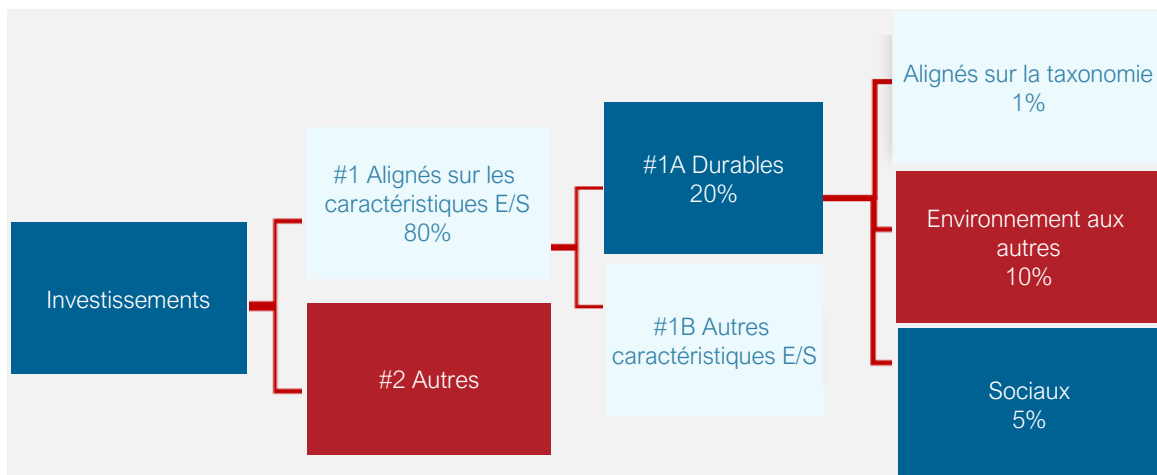 Investissements
#1 Alignés sur les
caractéristiques E/S
80%
#2 Autres
#1A Durables
20%
#1B Autres
caractéristiques E/S
Alignés sur la taxonomie
1%
Environnement aux
autres
10%
Sociaux
5%